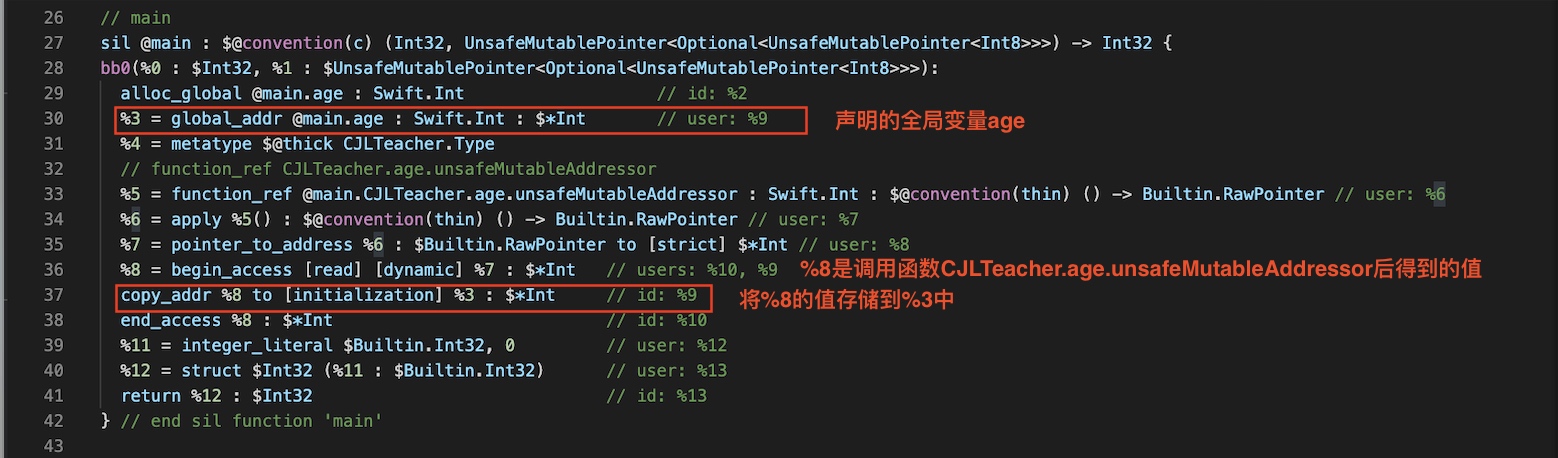 26 // main
27 sil @main : $@convention(c) (Int32, UnsafeMutablePointer<Optional<UnsafeMutablePointer<Int8>>>) -> Int32 {
28 bb0(%0 : $Int32, %1 : $UnsafeMutablePointer<Optional<UnsafeMutablePointer<Int8>>>):
29 alloc_global @main.age : Swift.Int // id: %2
30 %3 = global_addr @main.age : Swift.Int : $*Int // user: %9 声明的全局变量age
31 %4 = metatype $@thick CJLTeacher.Type
32 // function_ref CJLTeacher.age.unsafeMutableAddressor
33 %5 = function_ref @main.CJLTeacher.age.unsafeMutableAddressor : Swift.Int : $@convention(thin) () -> Builtin.RawPointer // user: %6
34 %6 = apply %5() : $@convention(thin) () -> Builtin.RawPointer // user: %7
35 %7 = pointer_to_address %6 : $Builtin.RawPointer to [strict] $*Int // user: %8
36 %8 = begin_access [read] [dynamic] %7 : $*Int // users: %10, %9 %8是调用函数CJLTeacher.age.unsafeMutableAddressor后得到的值
37 copy_addr %8 to [initialization] %3 : $*Int // id: %9 将%8的值存储到%3中
38 end_access %8 : $*Int // id: %10
39 %11 = integer_literal $Builtin.Int32, 0 // user: %12
40 %12 = struct $Int32 (%11 : $Builtin.Int32) // user: %13
41 return %12 : $Int32 // id: %13
42 } // end sil function 'main'
43